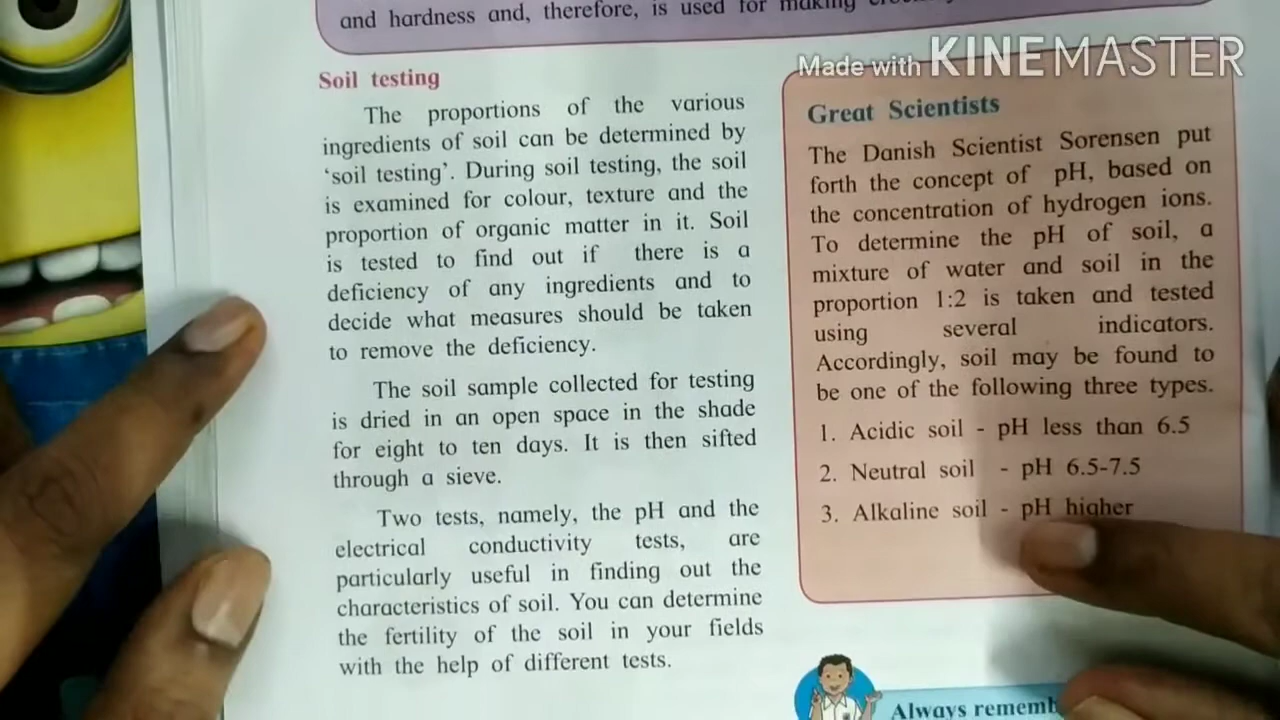 and hardness and, therefore, is used for making
Made with KINEMASTER
Soil testing
The proportions of the various
ingredients of soil can be determined by
‘soil testing’. During soil testing, the soil
is examined for colour, texture and the
proportion of organic matter in it. Soil
is tested to find out if there is a
deficiency of any ingredients and to
decide what measures should be taken
to remove the deficiency.
The soil sample collected for testing
is dried in an open space in the shade
for eight to ten days. It is then sifted
through a sieve.
Two tests, namely, the pH and the
electrical conductivity tests, are
particularly useful in finding out the
characteristics of soil. You can determine
the fertility of the soil in your fields
with the help of different tests.
Great Scientists
The Danish Scientist Sorensen put
forth the concept of pH, based on
the concentration of hydrogen ions.
To determine the pH of soil, a
mixture of water and soil in the
proportion 1:2 is taken and tested
using several indicators.
Accordingly, soil may be found to
be one of the following three types.
1. Acidic soil - pH less than 6.5
2. Neutral soil - pH 6.5-7.5
3. Alkaline soil - pH higher
Always